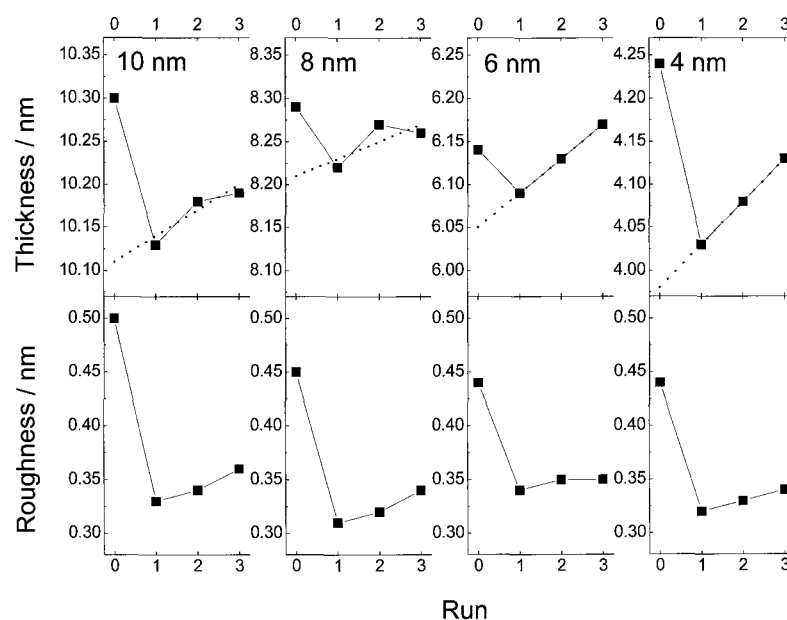 0 1 2 3 0 1 2 3 0 1 2 3 0 1 2 3
10 nm 8 nm 6 nm 4 nm
Thickness / nm
10.35 8.35 6.25 4.25
10.30 8.30 6.20 4.20
10.25 8.25 6.15 4.15
10.20 8.20 6.10 4.10
10.15 8.15 6.05 4.05
10.10 8.10 6.00 4.00
Roughness / nm
0.50 0.50 0.50 0.50
0.45 0.45 0.45 0.45
0.40 0.40 0.40 0.40
0.35 0.35 0.35 0.35
0.30 0.30 0.30 0.30
0 1 2 3 0 1 2 3 0 1 2 3 0 1 2 3
Run